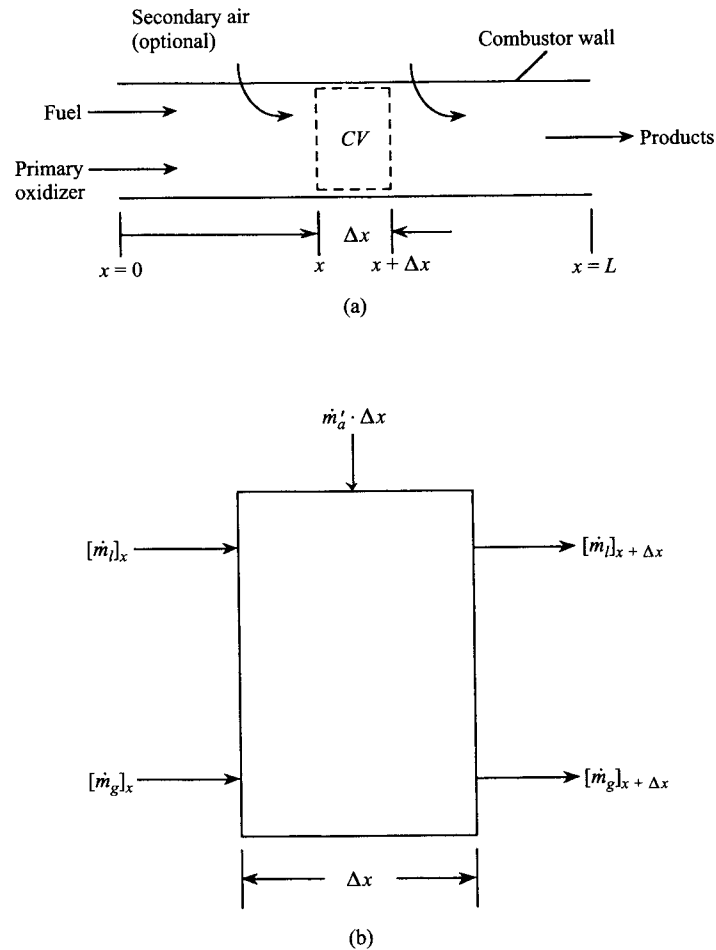 Secondary air
(optional)
Combustor wall
Fuel
CV
Products
Primary
oxidizer
Δx
x = 0
x
x + Δx
x = L
(a)
ṁ′ₐ · Δx
[ṁₗ]ₓ
[ṁₗ]ₓ ₊ Δₓ
[ṁg]ₓ
[ṁg]ₓ ₊ Δₓ
Δx
(b)